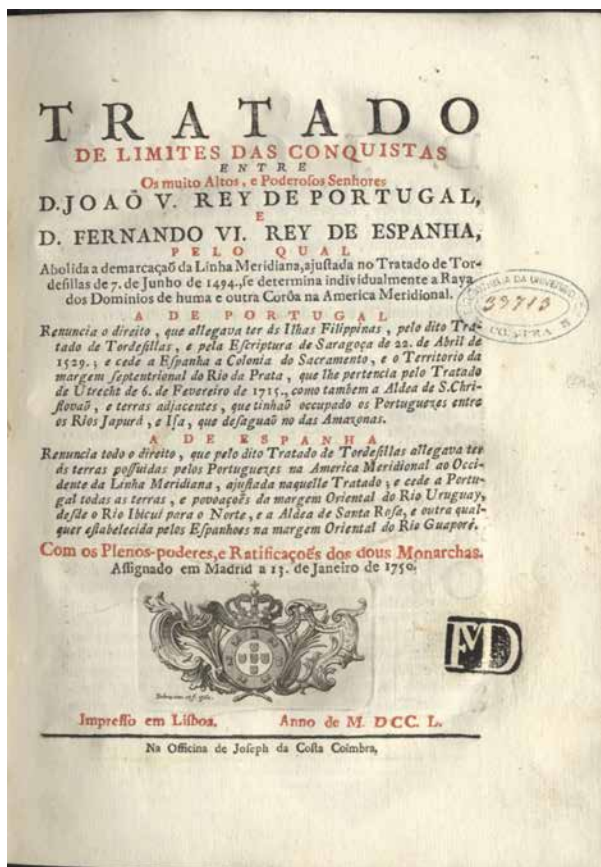 TRATADO
DE LIMITES DAS CONQUISTAS
ENTRE
Os muito Altos, e Poderoſos Senhores
D. JOAÕ V. REY DE PORTUGAL,
E
D. FERNANDO VI. REY DE ESPANHA,
PELO QUAL
Abolida a demarcaçaõ da Linha Meridiana, ajuſtada no Tratado de Tor-
deſillas de 7. de Junho de 1494., ſe determina individualmente a Raya
dos Dominios de huma e outra Corôa na America Meridional.
A DE PORTUGAL
Renuncia o direito, que allegava ter ás Ilhas Filippinas, pelo dito Tra-
tado de Tordeſillas, e pela Eſcriptura de Saragoça de 22. de Abril de
1529.; e cede a Eſpanha a Colonia do Sacramento, e o Territorio da
margem ſeptentrional do Rio da Prata, que lhe pertencia pelo Tratado
de Utrecht de 6. de Fevereiro de 1715., como tambem a Aldea de S. Chri-
ſtovaõ, e terras adjacentes, que tinhaõ occupado os Portuguezes entre
os Rios Japurá, e Iſa, que deſaguaõ no das Amazonas.
A DE ESPANHA
Renuncia todo o direito, que pelo dito Tratado de Tordeſillas allegava ter
ás terras poſſuidas pelos Portuguezes na America Meridional ao Occi-
dente da Linha Meridiana, ajuſtada naquelle Tratado; e cede a Portu-
gal todas as terras, e povoaçoẽs da margem Oriental do Rio Uruguay,
deſde o Rio Ibicuí para o Norte, e a Aldea de Santa Roſa, e outra qual-
quer eſtabelecida pelos Eſpanhoes na margem Oriental do Rio Guaporé.
Com os Plenos-poderes, e Ratificaçoẽs dos dous Monarchas.
Aſſignado em Madrid a 13. de Janeiro de 1750.
39713
FVD
Impreſſo em Liſboa. Anno de M. DCC. L.
Na Officina de Joſeph da Coſta Coimbra,